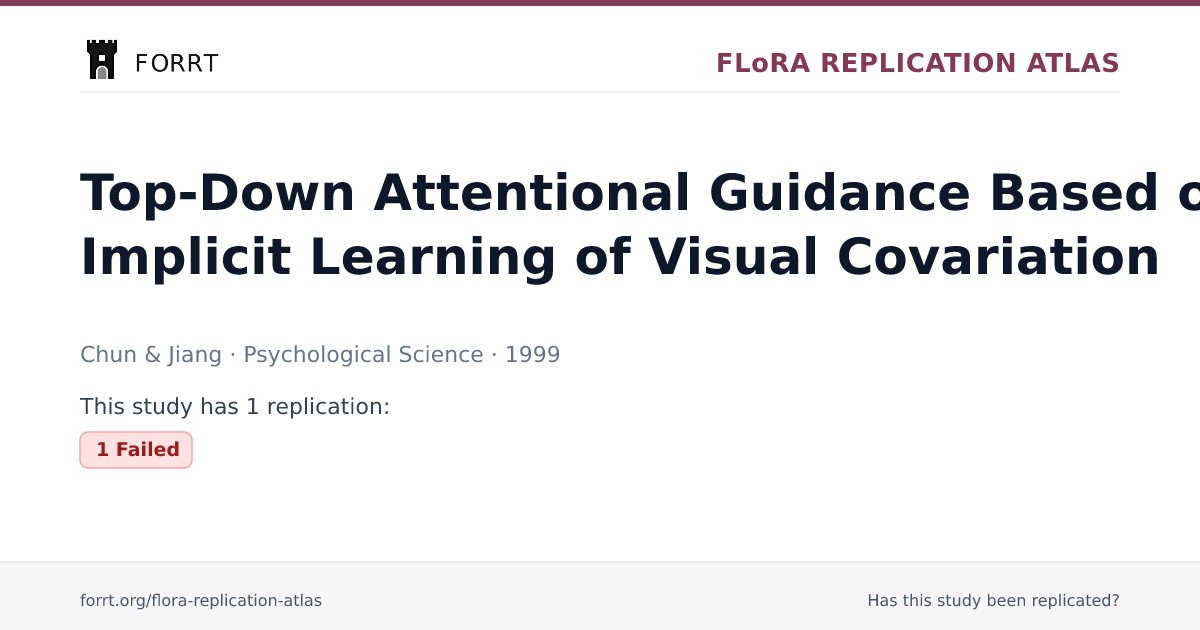 FORRT
FLoRA REPLICATION ATLAS
Top-Down Attentional Guidance Based
Implicit Learning of Visual Covariation
Chun & Jiang · Psychological Science · 1999
This study has 1 replication:
1 Failed
forrt.org/flora-replication-atlas
Has this study been replicated?